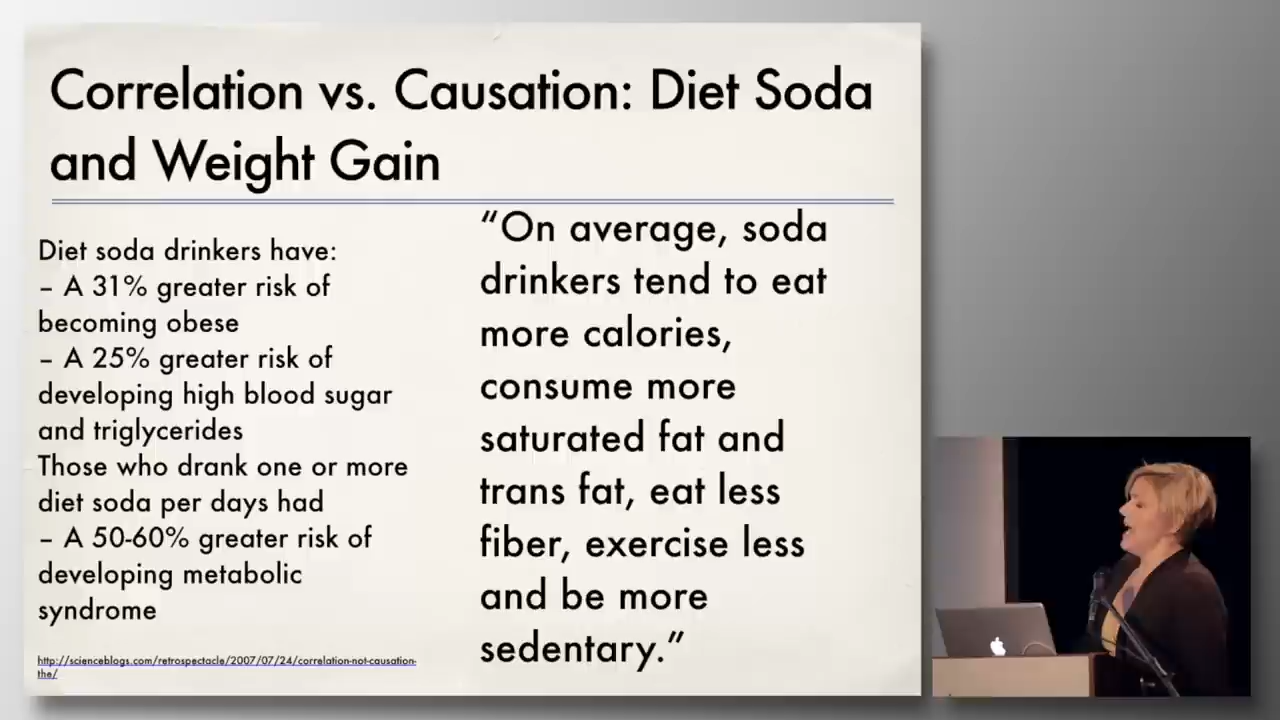 Correlation vs. Causation: Diet Soda
and Weight Gain
Diet soda drinkers have:
– A 31% greater risk of
becoming obese
– A 25% greater risk of
developing high blood sugar
and triglycerides
Those who drank one or more
diet soda per days had
– A 50-60% greater risk of
developing metabolic
syndrome
http://scienceblogs.com/retrospectacle/2007/07/24/correlation-not-causation-
the/
“On average, soda
drinkers tend to eat
more calories,
consume more
saturated fat and
trans fat, eat less
fiber, exercise less
and be more
sedentary.”